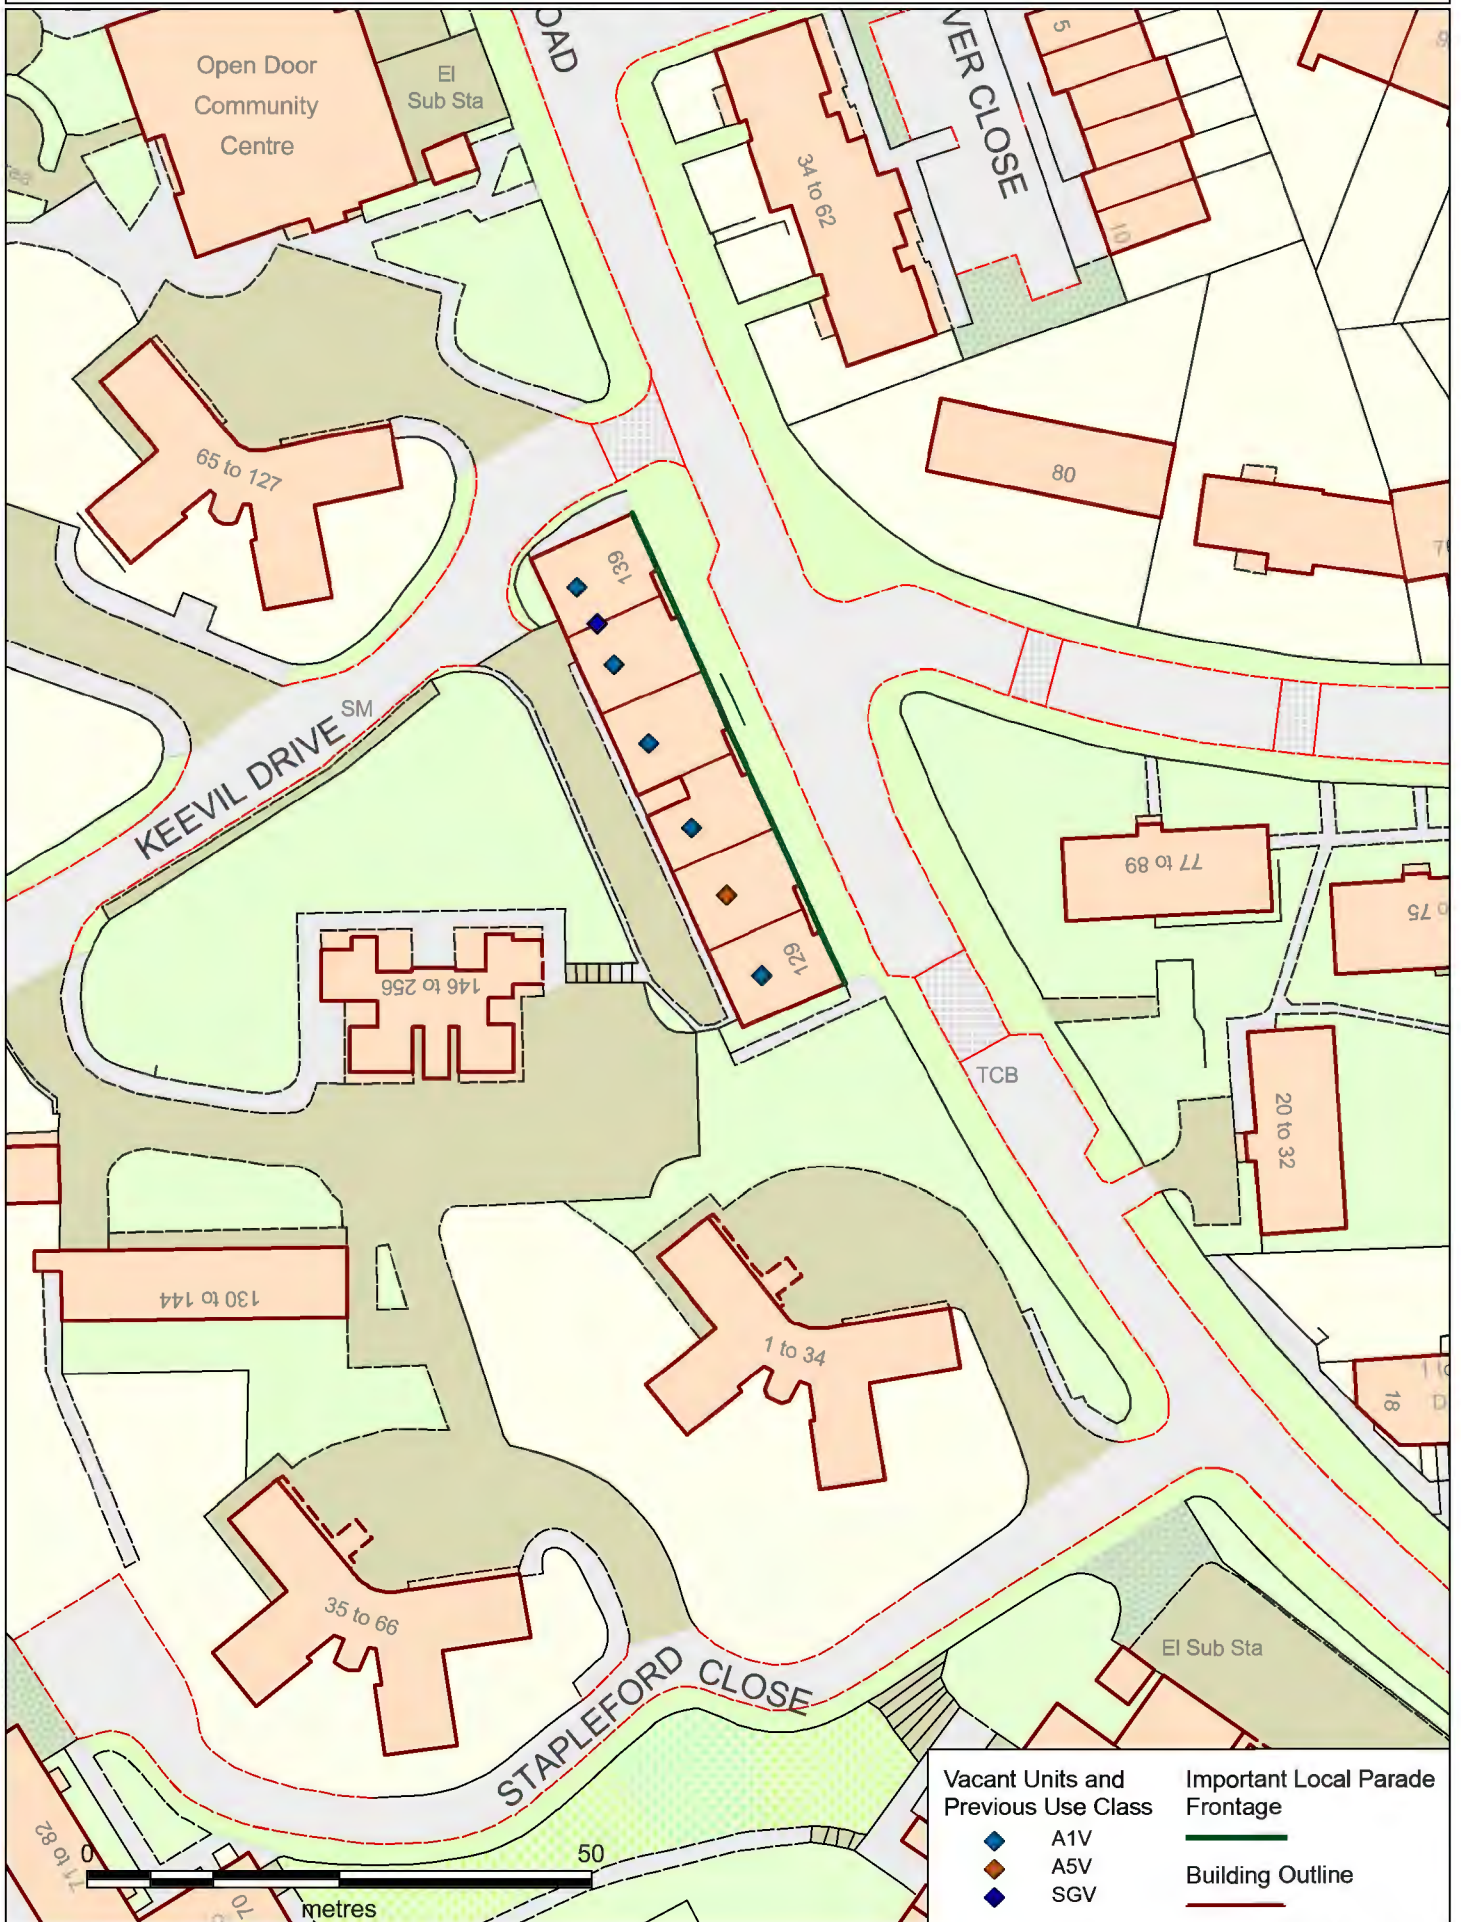 OAD
VER CLOSE
5
Open Door
Community
Centre
El
Sub Sta
34 to 62
10
65 to 127
80
139
SM
KEEVIL DRIVE
77 to 89
75
129
146 to 256
TCB
20 to 32
130 to 144
1 to 34
18
35 to 66
STAPLEFORD CLOSE
El Sub Sta
71 to 82
70
0
50
metres
Vacant Units and
Previous Use Class
A1V
A5V
SGV
Important Local Parade
Frontage
Building Outline